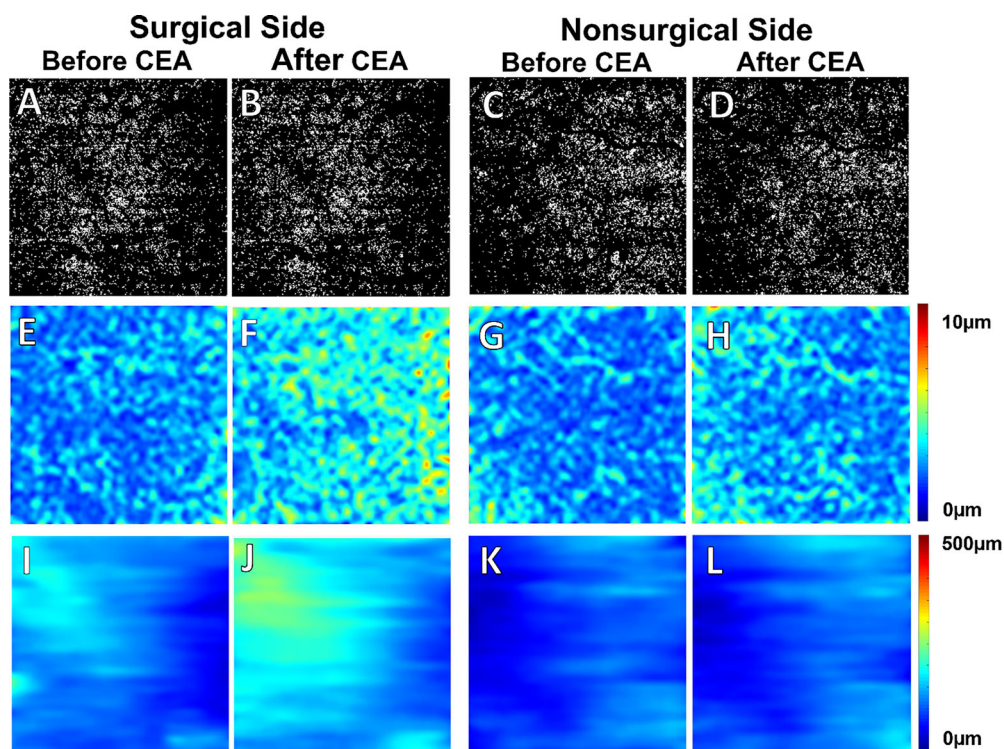 Surgical Side
Nonsurgical Side
Before CEA
After CEA
Before CEA
After CEA
A
B
C
D
E
F
G
H
10μm
0μm
I
J
K
L
500μm
0μm